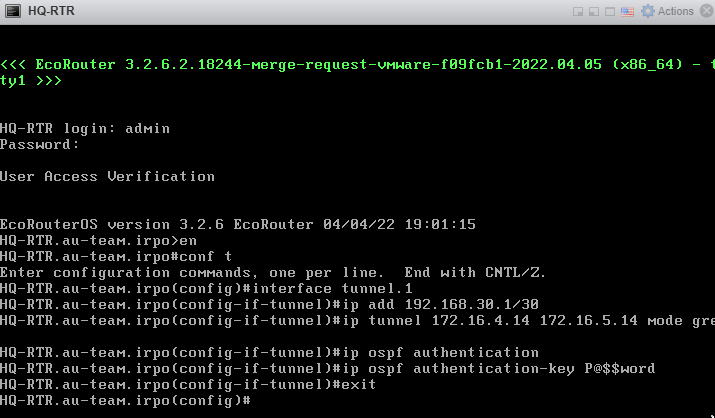 HQ-RTR
Actions
<<< EcoRouter 3.2.6.2.18244-merge-request-vmware-f09fcb1-2022.04.05 (x86_64) - t
ty1 >>>
HQ-RTR login: admin
Password:
User Access Verification
EcoRouterOS version 3.2.6 EcoRouter 04/04/22 19:01:15
HQ-RTR.au-team.irpo>en
HQ-RTR.au-team.irpo#conf t
Enter configuration commands, one per line.  End with CNTL/Z.
HQ-RTR.au-team.irpo(config)#interface tunnel.1
HQ-RTR.au-team.irpo(config-if-tunnel)#ip add 192.168.30.1/30
HQ-RTR.au-team.irpo(config-if-tunnel)#ip tunnel 172.16.4.14 172.16.5.14 mode gre
HQ-RTR.au-team.irpo(config-if-tunnel)#ip ospf authentication
HQ-RTR.au-team.irpo(config-if-tunnel)#ip ospf authentication-key P@$$word
HQ-RTR.au-team.irpo(config-if-tunnel)#exit
HQ-RTR.au-team.irpo(config)#